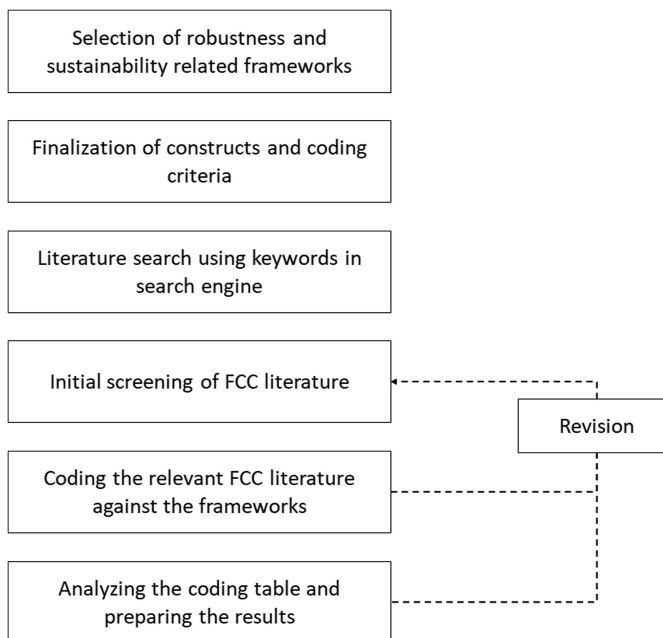 Selection of robustness and
sustainability related frameworks
Finalization of constructs and coding
criteria
Literature search using keywords in
search engine
Initial screening of FCC literature
Revision
Coding the relevant FCC literature
against the frameworks
Analyzing the coding table and
preparing the results